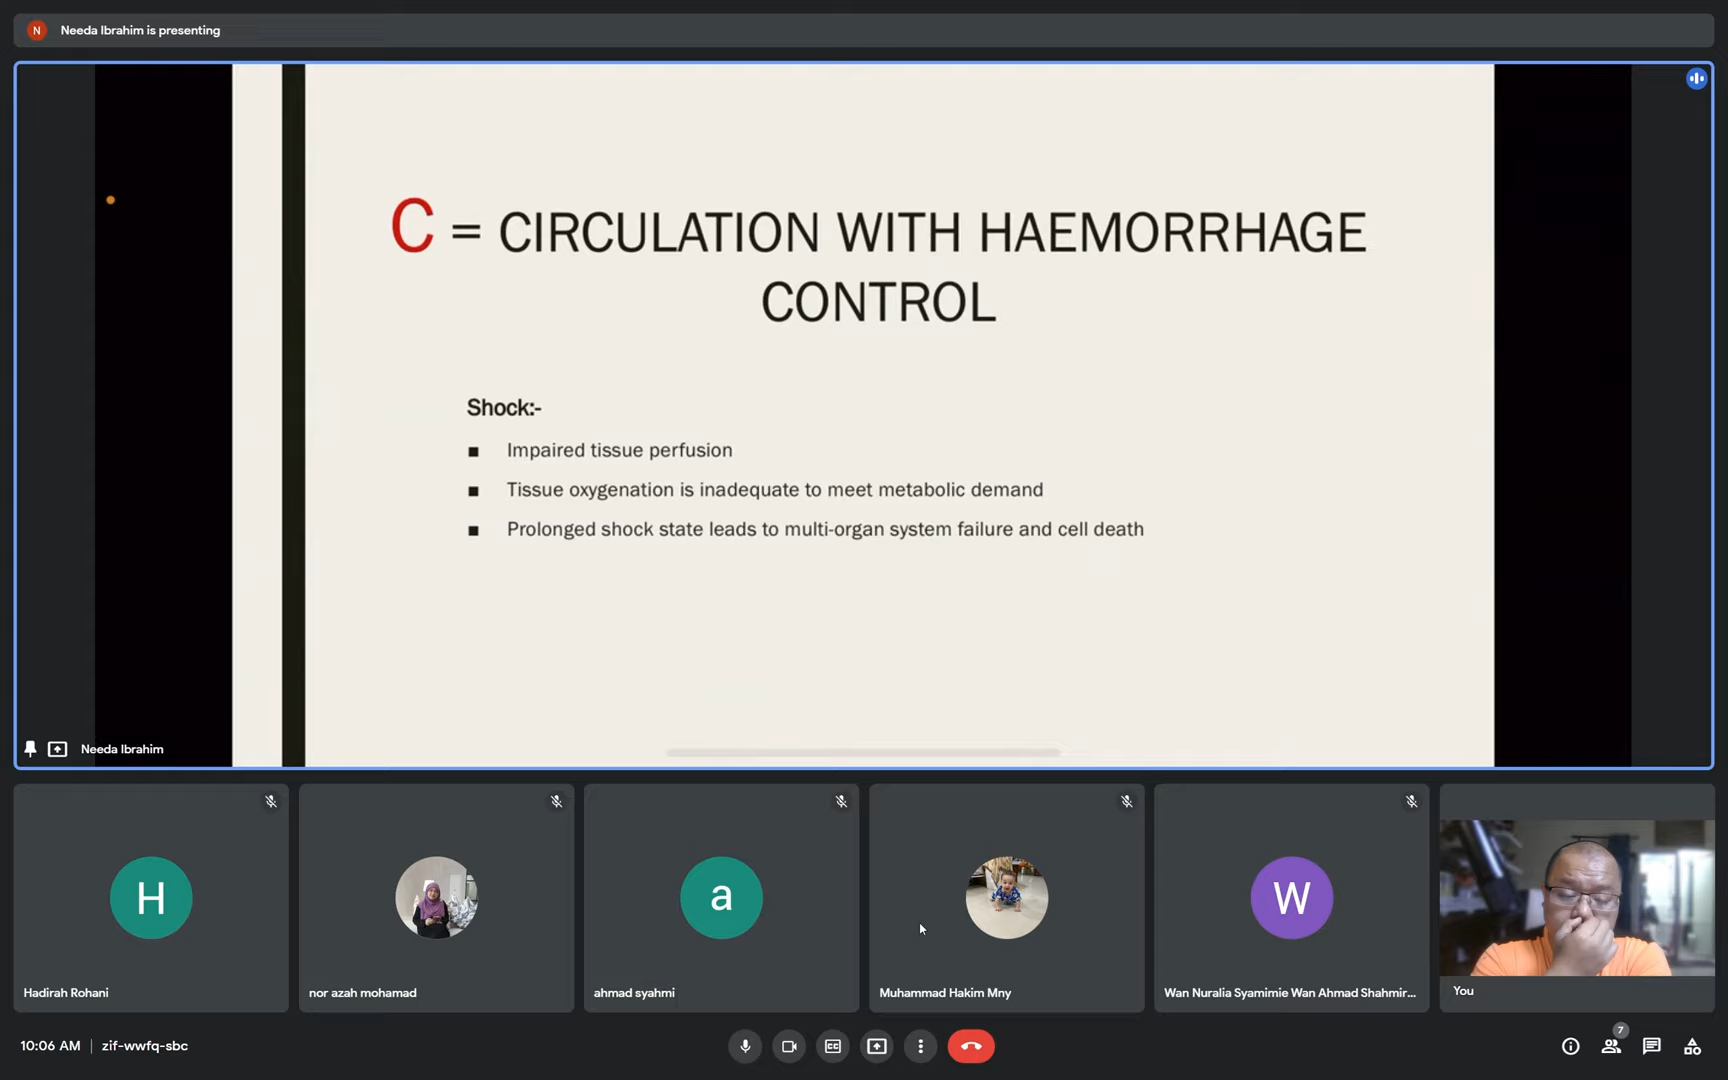 N Needa Ibrahim is presenting
C = CIRCULATION WITH HAEMORRHAGE
CONTROL
Shock:-
■ Impaired tissue perfusion
■ Tissue oxygenation is inadequate to meet metabolic demand
■ Prolonged shock state leads to multi-organ system failure and cell death
Needa Ibrahim
H
a
W
Hadirah Rohani
nor azah mohamad
ahmad syahmi
Muhammad Hakim Mny
Wan Nuralia Syamimie Wan Ahmad Shahmir...
You
10:06 AM | zif-wwfq-sbc
CC
7